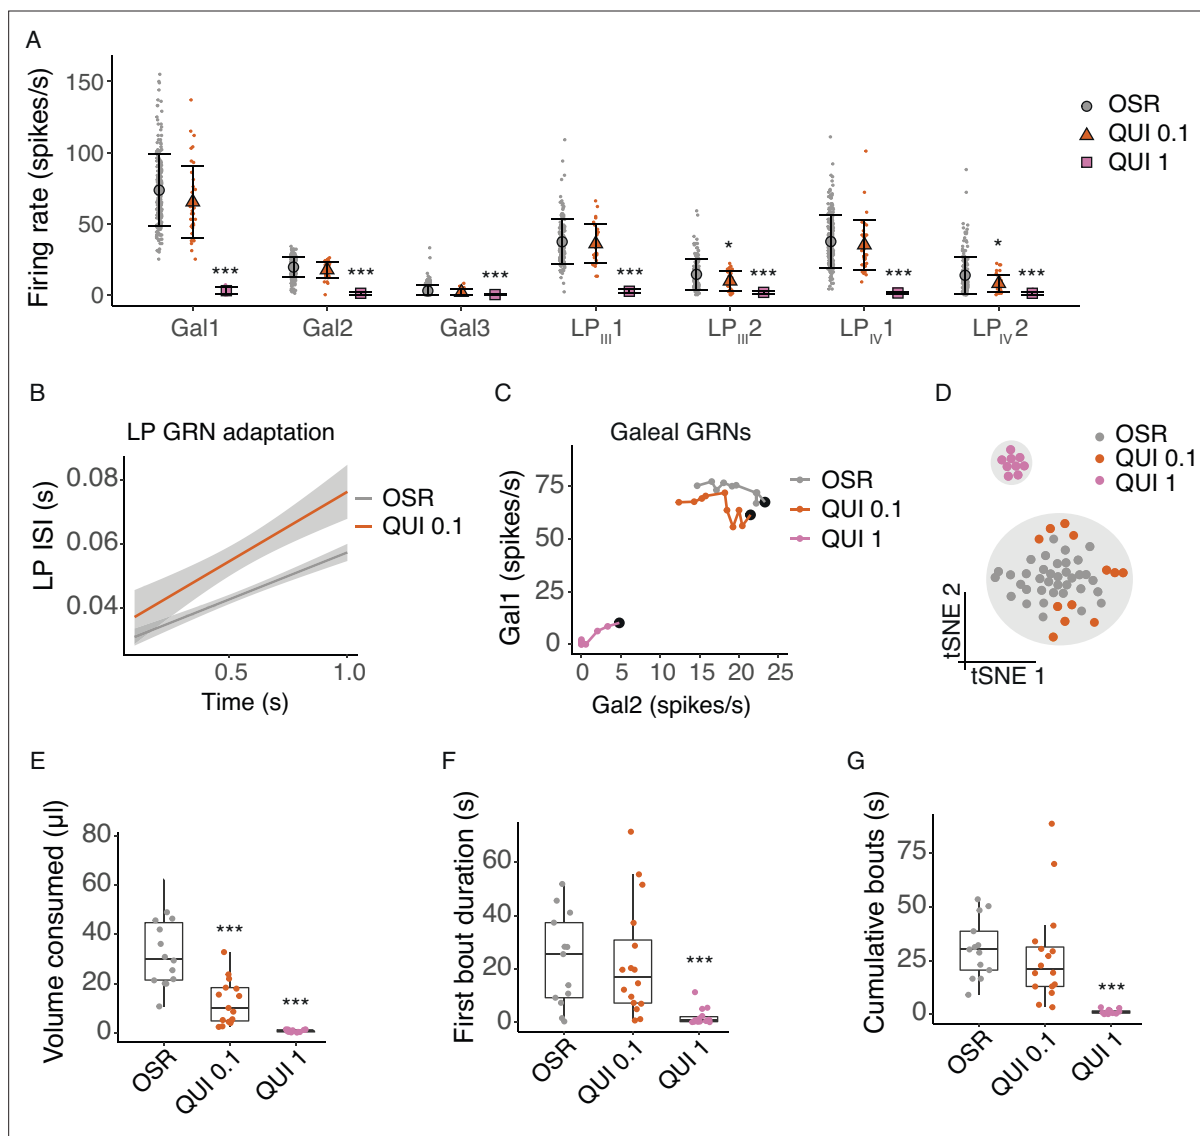 A
Firing rate (spikes/s)
150
100
50
0
OSR
QUI 0.1
QUI 1
***
***
***
***
*
***
***
*
***
Gal1
Gal2
Gal3
LP_III1
LP_III2
LP_IV1
LP_IV2
B
LP GRN adaptation
LP ISI (s)
0.08
0.06
0.04
OSR
QUI 0.1
0.5
1.0
Time (s)
C
Galeal GRNs
Gal1 (spikes/s)
75
50
25
0
OSR
QUI 0.1
QUI 1
0 5 10 15 20 25
Gal2 (spikes/s)
D
OSR
QUI 0.1
QUI 1
tSNE 2
tSNE 1
E
Volume consumed (µl)
80
60
40
20
0
***
***
OSR
QUI 0.1
QUI 1
F
First bout duration (s)
60
40
20
0
***
OSR
QUI 0.1
QUI 1
G
Cumulative bouts (s)
75
50
25
0
***
OSR
QUI 0.1
QUI 1